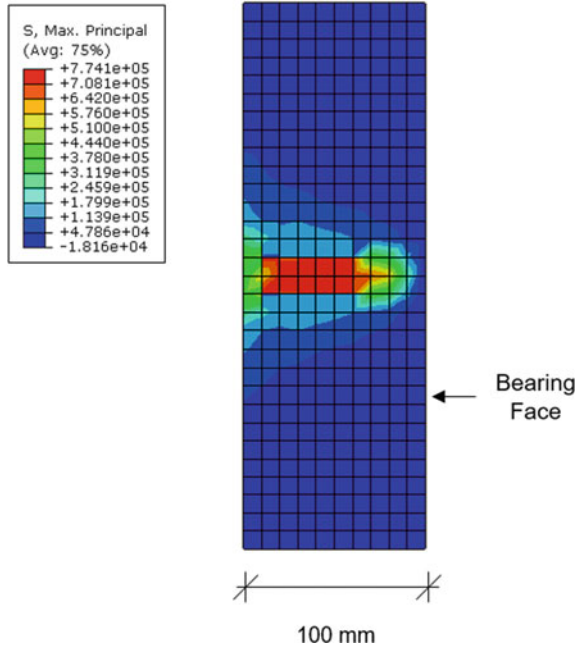 S, Max. Principal
(Avg: 75%)
+7.741e+05
+7.081e+05
+6.420e+05
+5.760e+05
+5.100e+05
+4.440e+05
+3.780e+05
+3.119e+05
+2.459e+05
+1.799e+05
+1.139e+05
+4.786e+04
-1.816e+04
Bearing
Face
100 mm